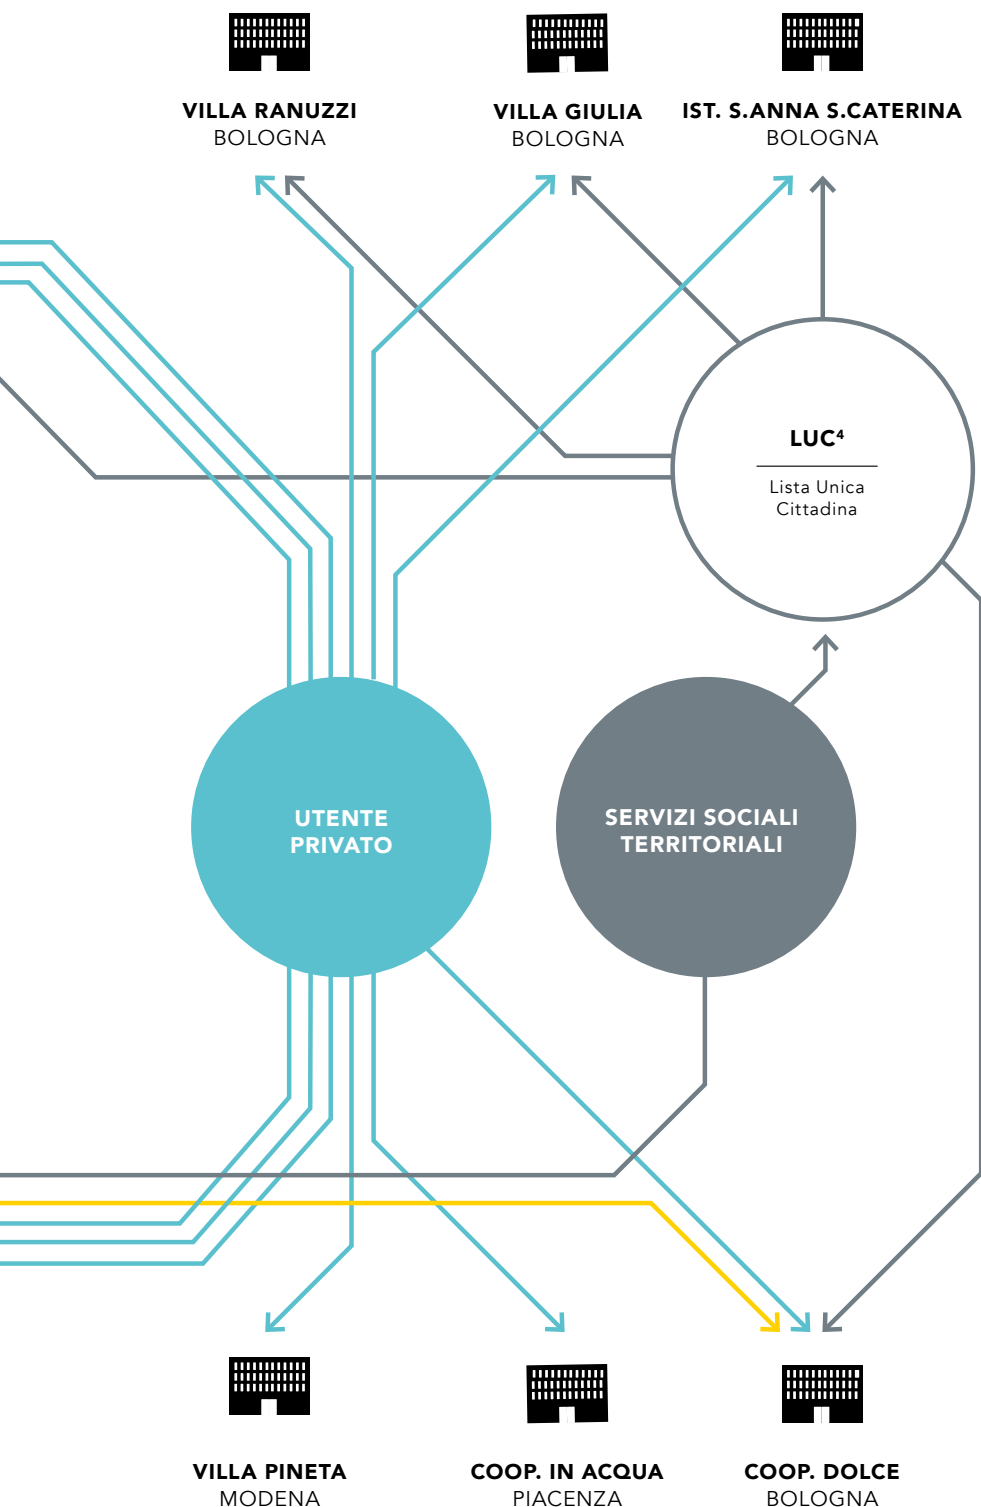 VILLA RANUZZI
BOLOGNA
VILLA GIULIA
BOLOGNA
IST. S.ANNA S.CATERINA
BOLOGNA
LUC⁴
Lista Unica
Cittadina
UTENTE
PRIVATO
SERVIZI SOCIALI
TERRITORIALI
VILLA PINETA
MODENA
COOP. IN ACQUA
PIACENZA
COOP. DOLCE
BOLOGNA